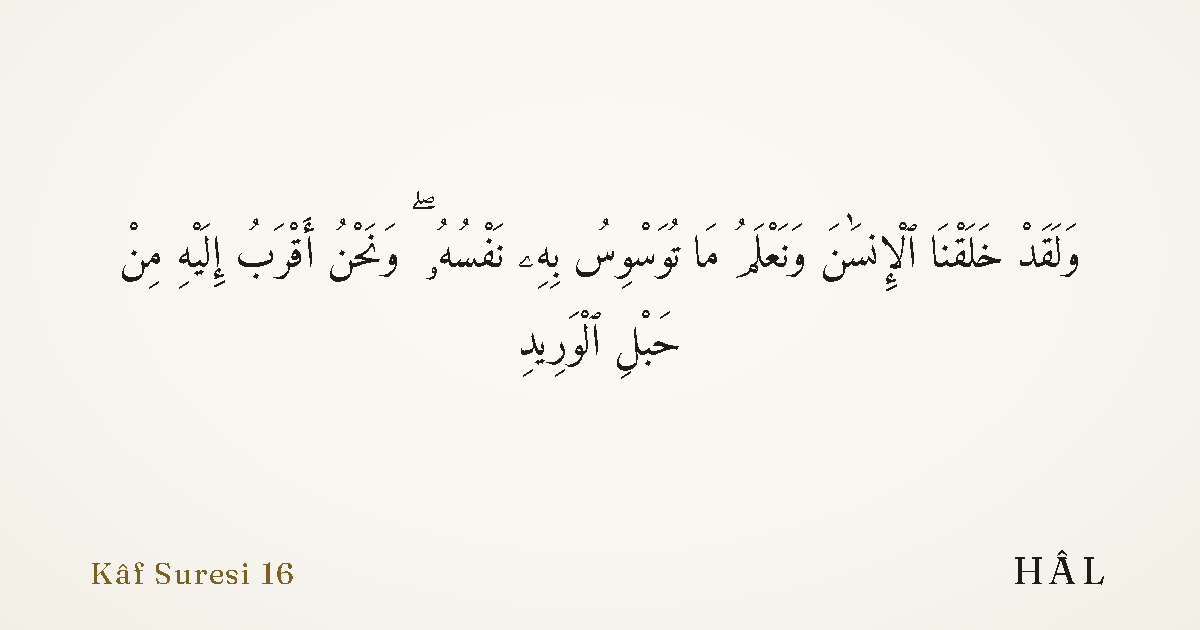 وَلَقَدْ خَلَقْنَا ٱلْإِنسَٰنَ وَنَعْلَمُ مَا تُوَسْوِسُ بِهِۦ نَفْسُهُۥ ۖ وَنَحْنُ أَقْرَبُ إِلَيْهِ مِنْ
حَبْلِ ٱلْوَرِيدِ
Kâf Suresi 16
HÂL